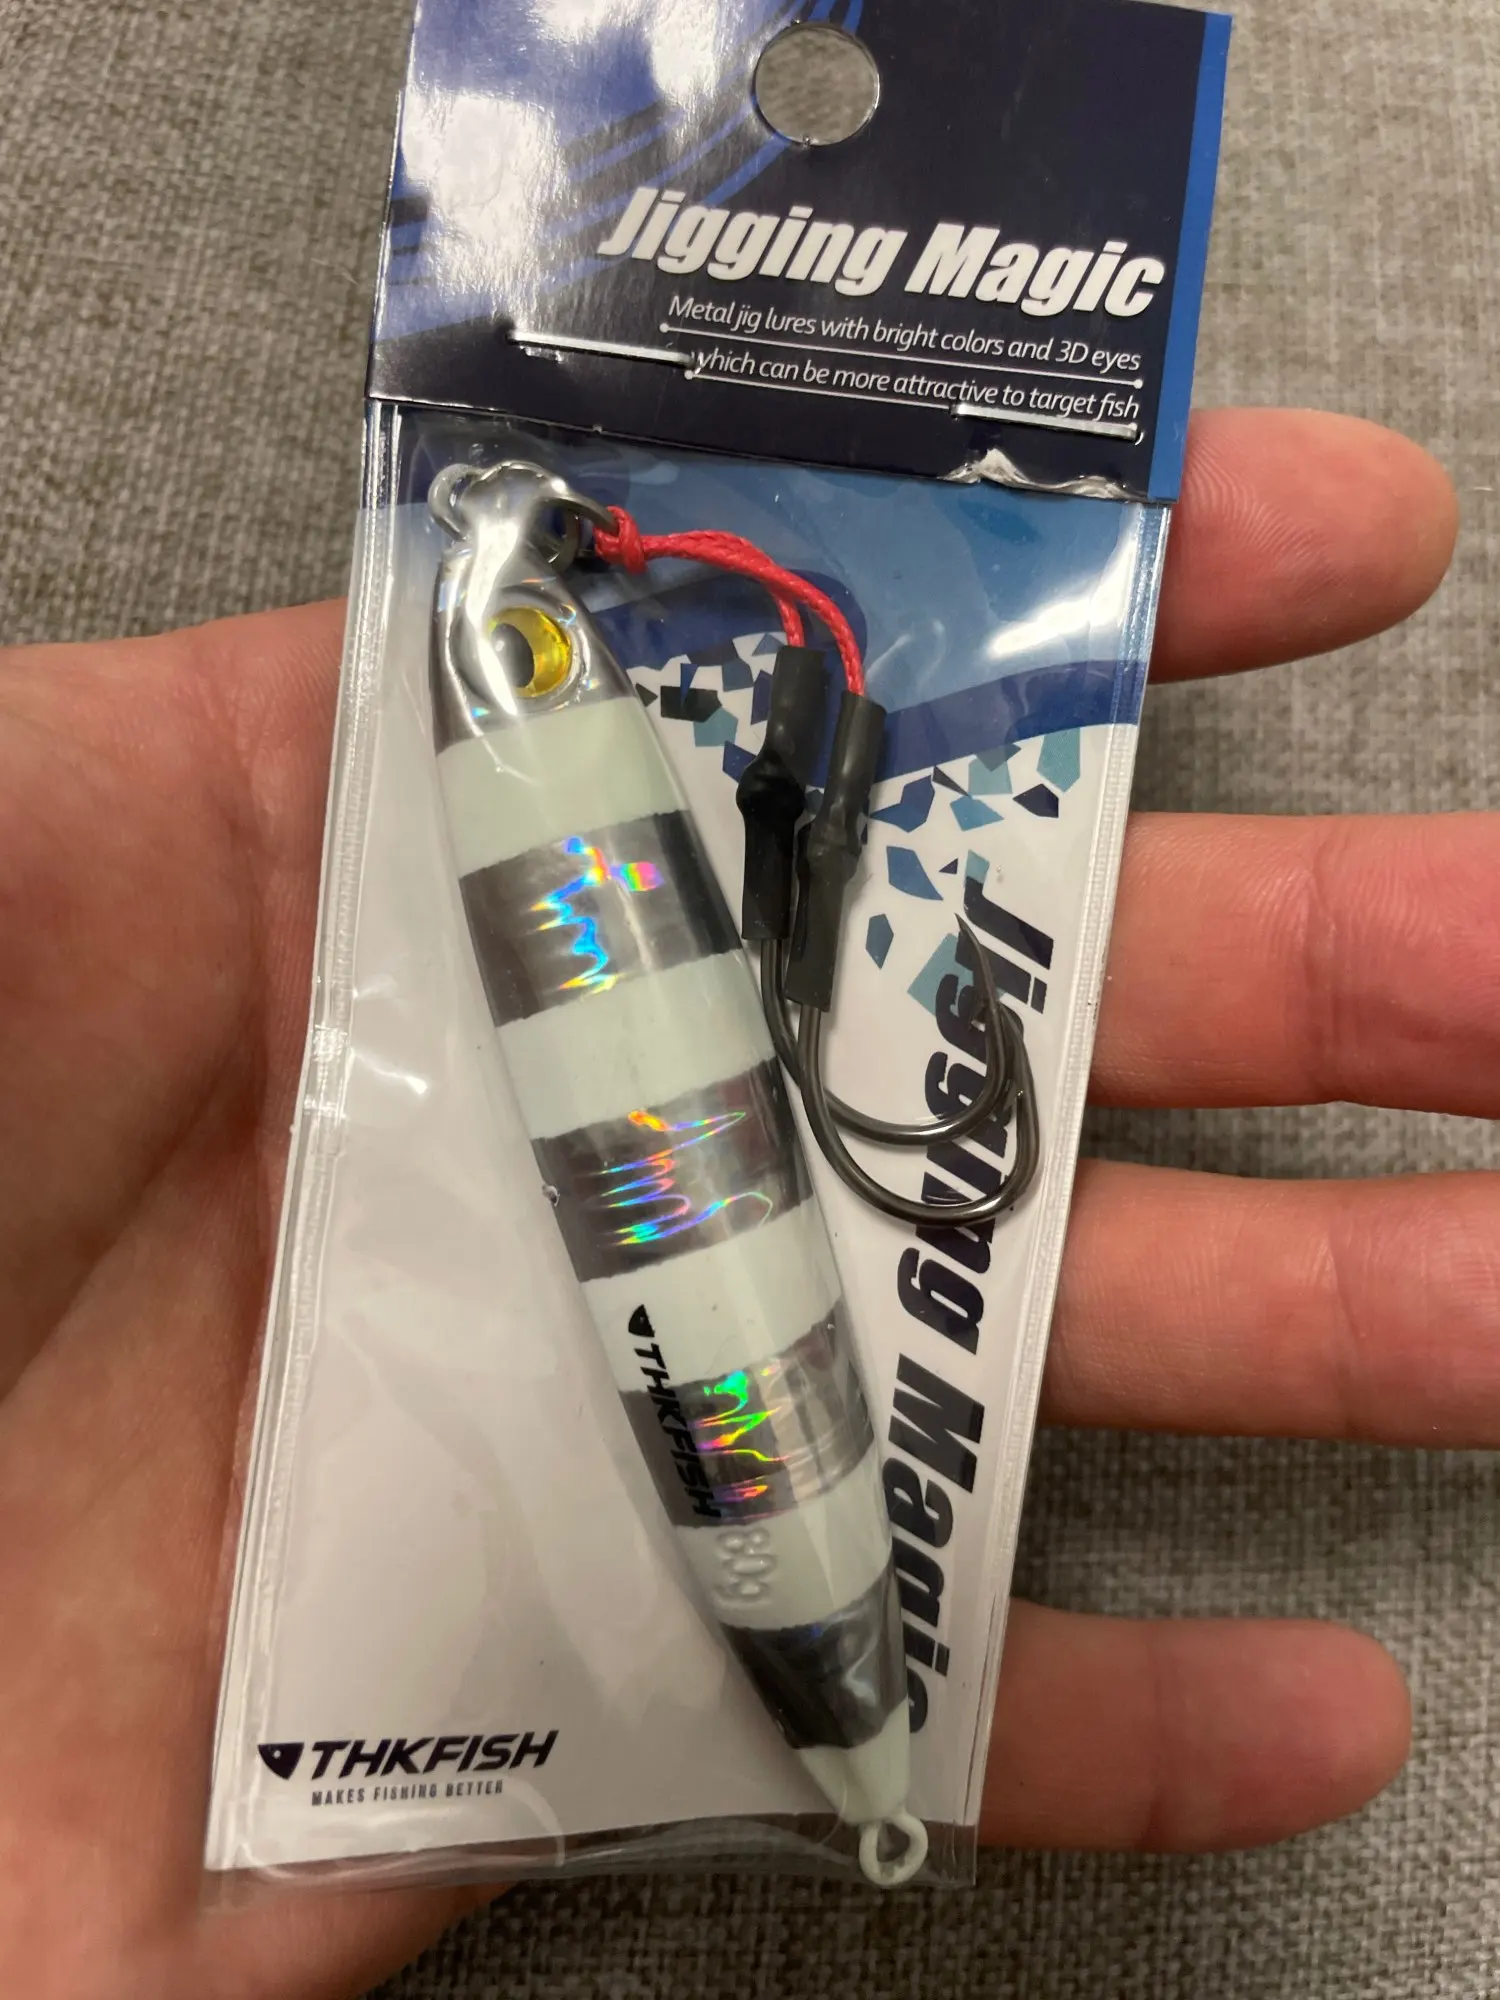 Jigging Magic
Metal jig lures with bright colors and 3D eyes
which can be more attractive to target fish
Jigging Magic
THKFISH
80g
THKFISH
MAKES FISHING BETTER